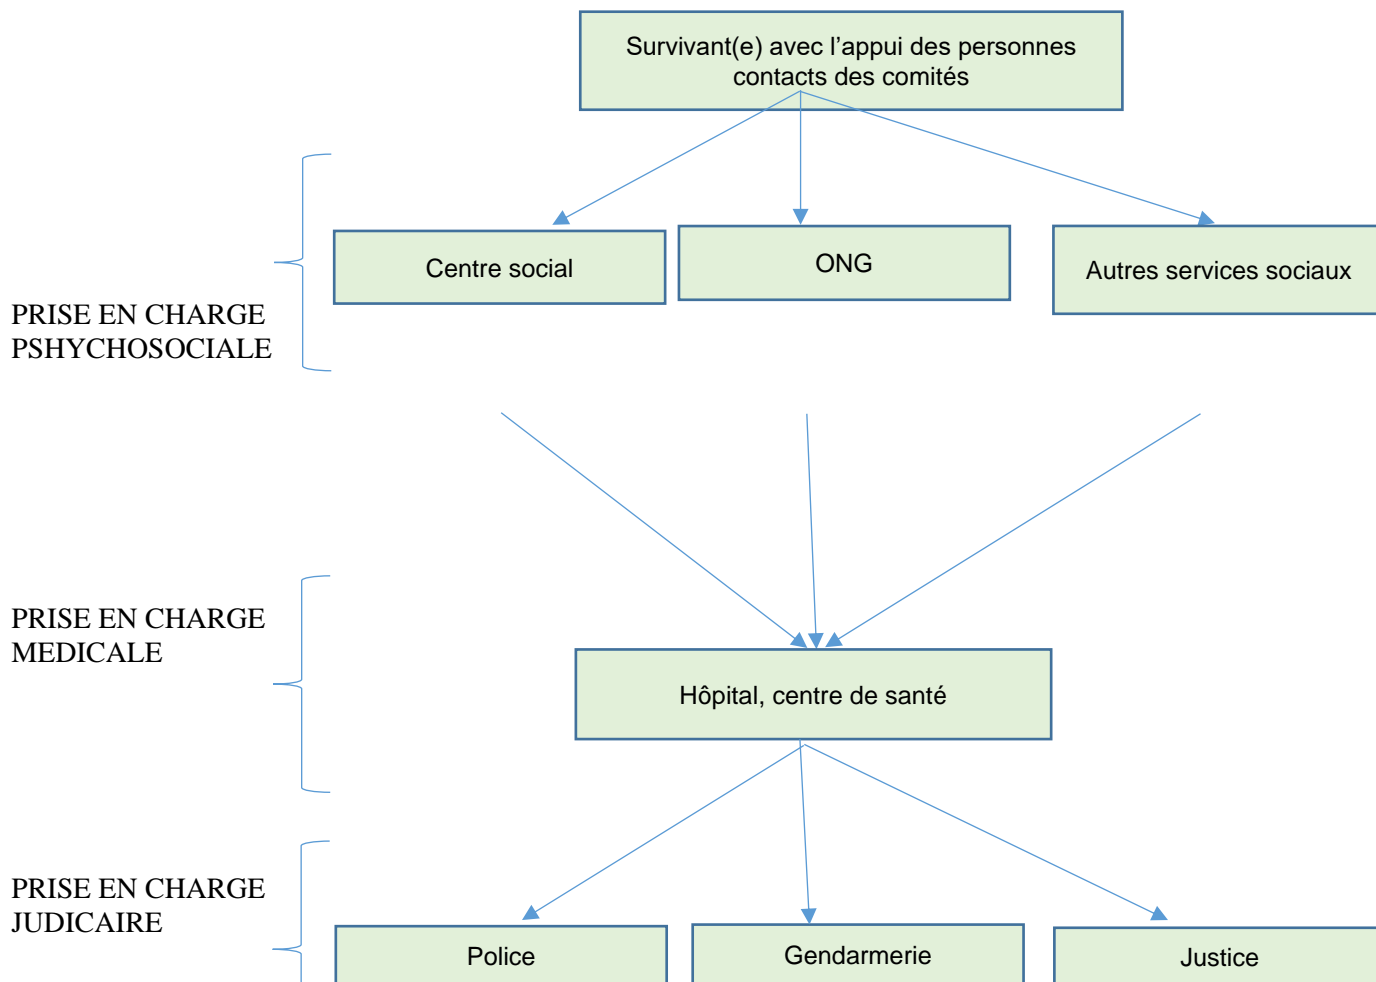 Survivant(e) avec l’appui des personnes
contacts des comités
Centre social
ONG
Autres services sociaux
PRISE EN CHARGE
PSHYCHOSOCIALE
PRISE EN CHARGE
MEDICALE
Hôpital, centre de santé
PRISE EN CHARGE
JUDICAIRE
Police
Gendarmerie
Justice